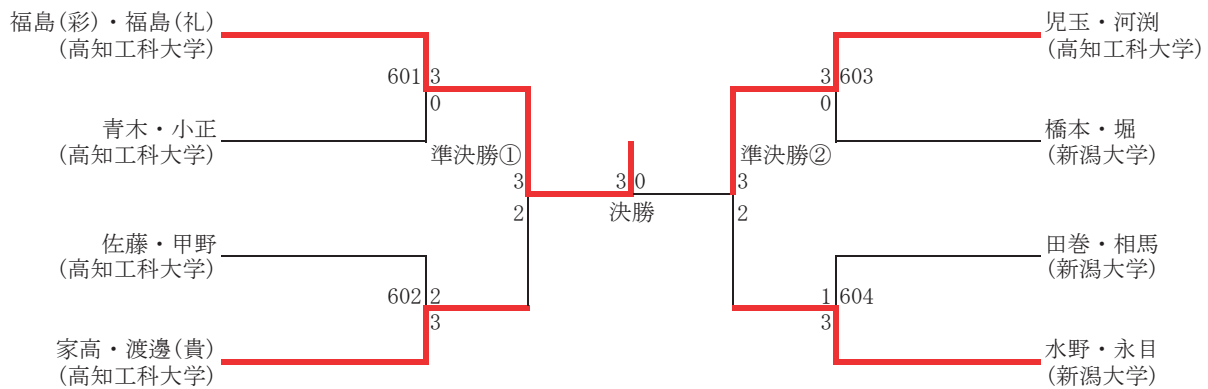 福島(彩)・福島(礼)
(高知工科大学)
601 3
0
青木・小正
(高知工科大学)
準決勝①
3
2
佐藤・甲野
(高知工科大学)
602 2
3
家高・渡邊(貴)
(高知工科大学)
3 0
決勝
児玉・河渕
(高知工科大学)
3 603
0
橋本・堀
(新潟大学)
準決勝②
3
2
田巻・相馬
(新潟大学)
1 604
3
水野・永目
(新潟大学)